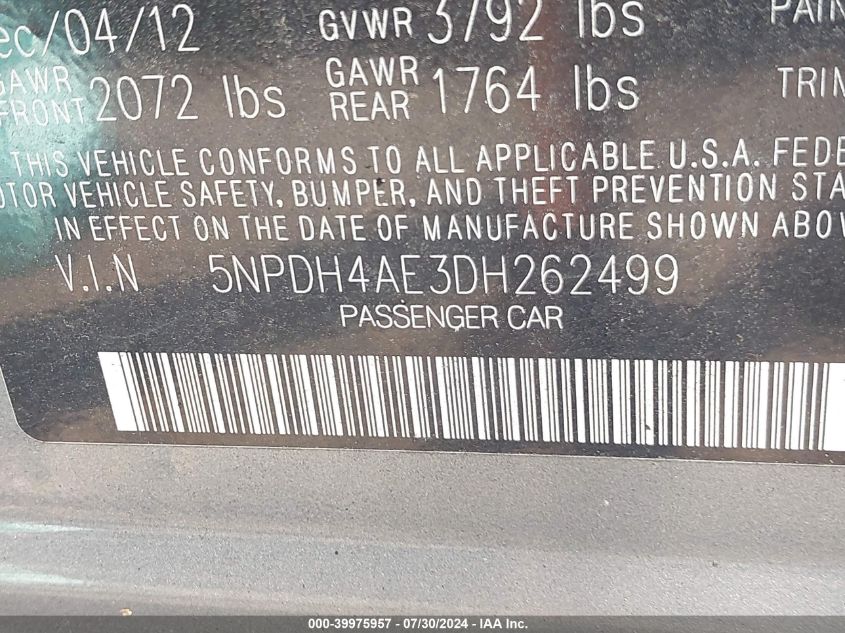 ec/04/12 GVWR 3792 lbs PAIN
GAWR FRONT 2072 lbs GAWR REAR 1764 lbs TRIM
THIS VEHICLE CONFORMS TO ALL APPLICABLE U.S.A. FEDE
OTOR VEHICLE SAFETY, BUMPER, AND THEFT PREVENTION STA
IN EFFECT ON THE DATE OF MANUFACTURE SHOWN ABOV
V.I.N 5NPDH4AE3DH262499
PASSENGER CAR
000-39975957 / 07/30/2024 - IAA Inc.